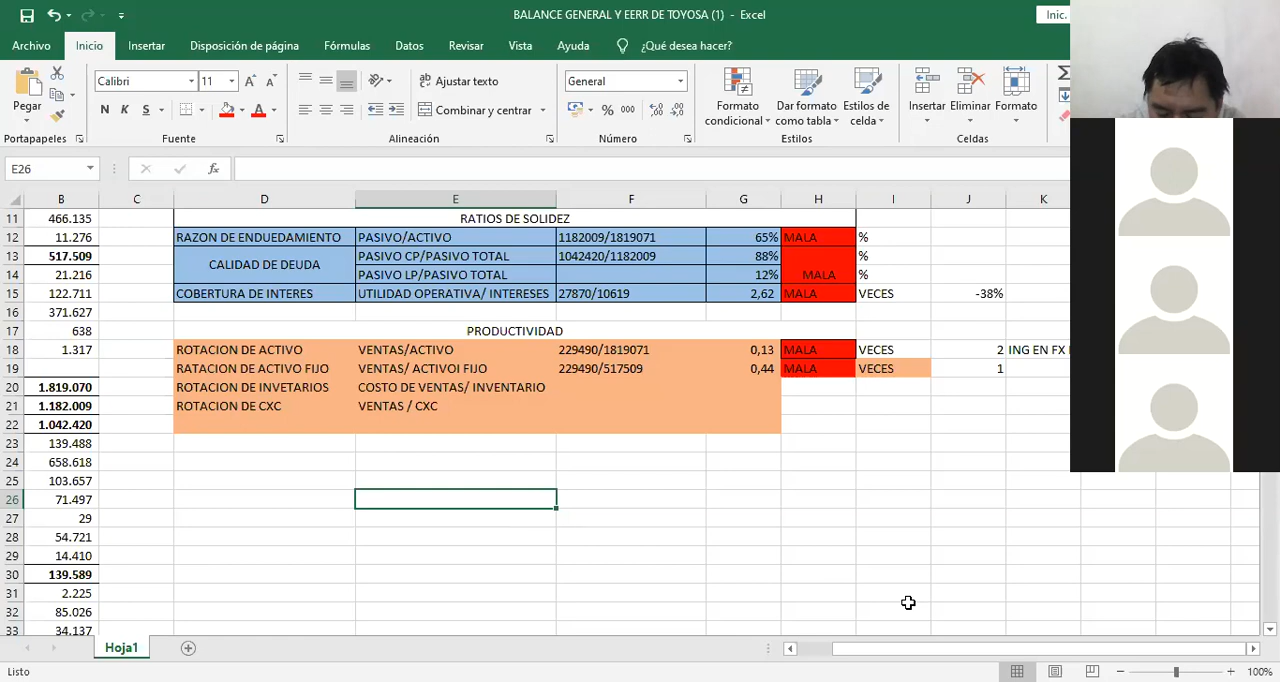 BALANCE GENERAL Y EERR DE TOYOSA (1) - Excel
Inic.
Archivo Inicio Insertar Disposición de página Fórmulas Datos Revisar Vista Ayuda ¿Qué desea hacer?
Pegar
Calibri 11
N K S
Ajustar texto
Combinar y centrar
General
% 000
Formato condicional
Dar formato como tabla
Estilos de celda
Insertar Eliminar Formato
Portapapeles Fuente Alineación Número Estilos Celdas
E26
fx
B C D E F G H I J K
11 466.135 RATIOS DE SOLIDEZ
12 11.276 RAZON DE ENDUEDAMIENTO PASIVO/ACTIVO 1182009/1819071 65% MALA %
13 517.509 CALIDAD DE DEUDA PASIVO CP/PASIVO TOTAL 1042420/1182009 88% %
14 21.216 PASIVO LP/PASIVO TOTAL 12% MALA %
15 122.711 COBERTURA DE INTERES UTILIDAD OPERATIVA/ INTERESES 27870/10619 2,62 MALA VECES -38%
16 371.627
17 638 PRODUCTIVIDAD
18 1.317 ROTACION DE ACTIVO VENTAS/ACTIVO 229490/1819071 0,13 MALA VECES 2 ING EN FX
19 RATACION DE ACTIVO FIJO VENTAS/ ACTIVOI FIJO 229490/517509 0,44 MALA VECES 1
20 1.819.070 ROTACION DE INVETARIOS COSTO DE VENTAS/ INVENTARIO
21 1.182.009 ROTACION DE CXC VENTAS / CXC
22 1.042.420
23 139.488
24 658.618
25 103.657
26 71.497
27 29
28 54.721
29 14.410
30 139.589
31 2.225
32 85.026
33 34.137
Hoja1
Listo
100%